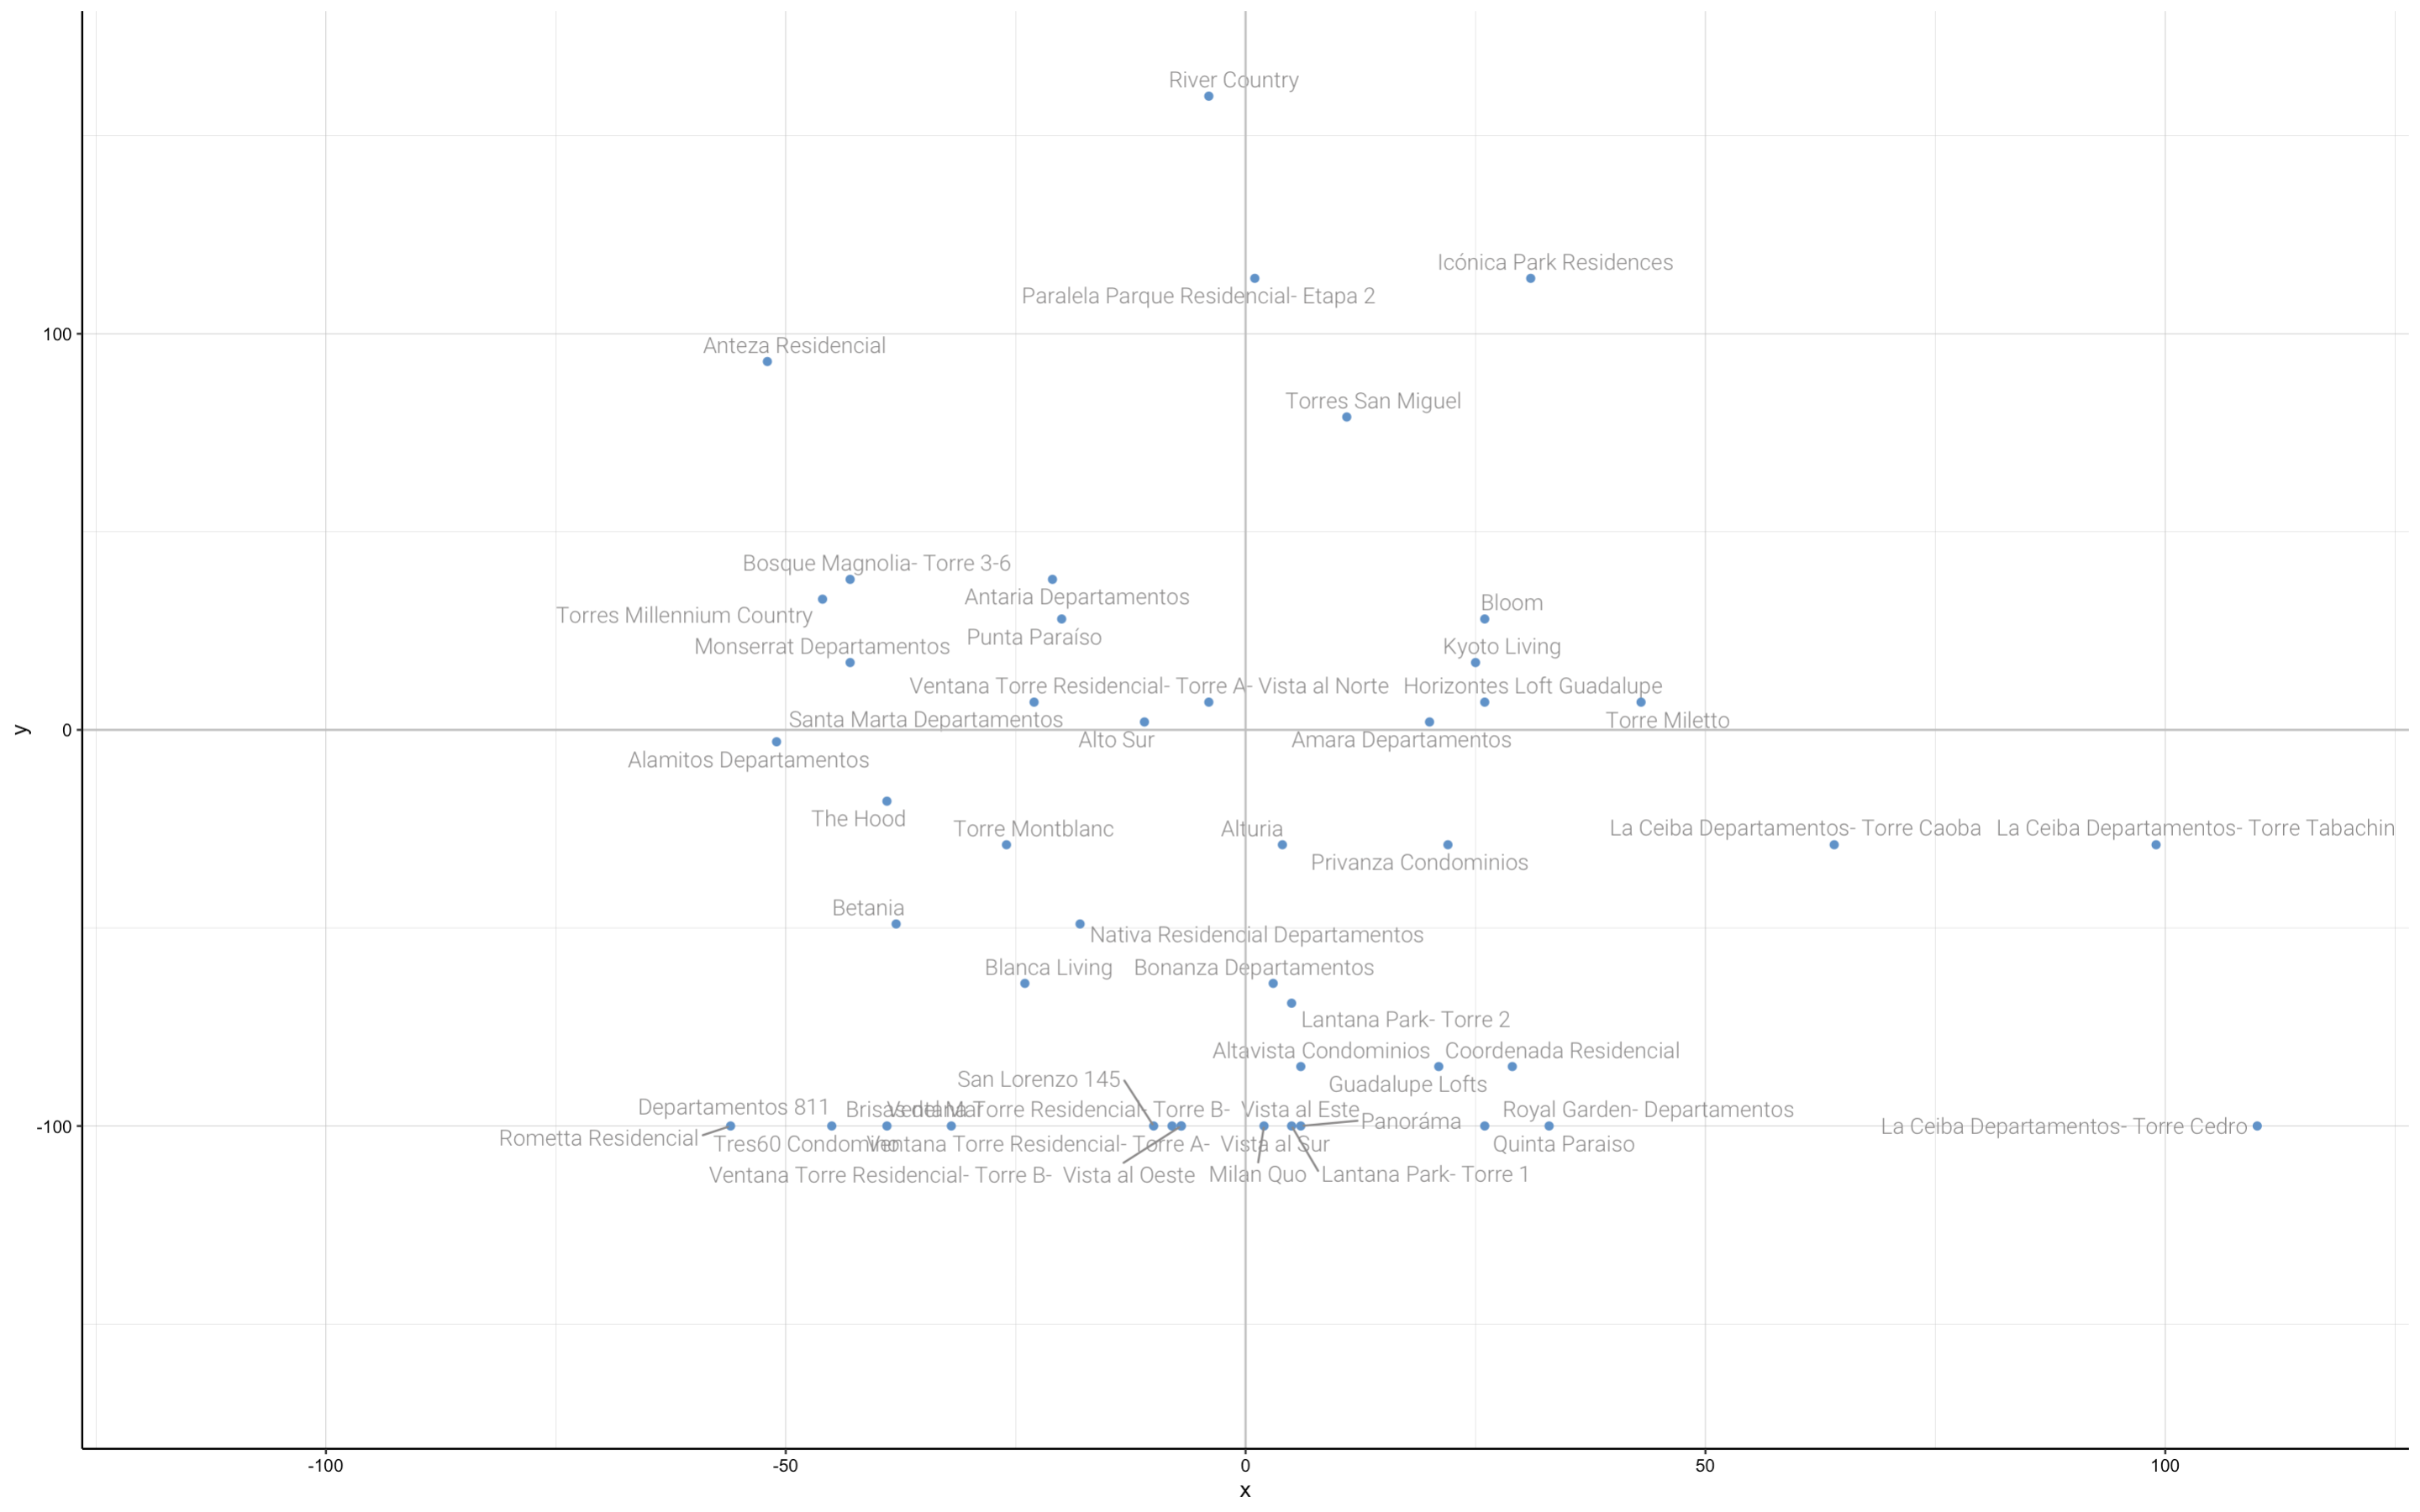 River Country
Icónica Park Residences
Paralela Parque Residencial- Etapa 2
100
Anteza Residencial
Torres San Miguel
Bosque Magnolia- Torre 3-6
Antaria Departamentos
Bloom
Torres Millennium Country
Punta Paraíso
Monserrat Departamentos
Kyoto Living
Ventana Torre Residencial- Torre A- Vista al Norte
Horizontes Loft Guadalupe
Santa Marta Departamentos
Torre Miletto
y
0
Alto Sur
Amara Departamentos
Alamitos Departamentos
The Hood
Torre Montblanc
Alturia
La Ceiba Departamentos- Torre Caoba
La Ceiba Departamentos- Torre Tabachin
Privanza Condominios
Betania
Nativa Residencial Departamentos
Blanca Living
Bonanza Departamentos
Lantana Park- Torre 2
Altavista Condominios
Coordenada Residencial
San Lorenzo 145
Guadalupe Lofts
Departamentos 811
Brisas del Mar
Ventana Torre Residencial- Torre B- Vista al Este
Royal Garden- Departamentos
Panoráma
-100
La Ceiba Departamentos- Torre Cedro
Rometta Residencial
Tres60 Condominio
Ventana Torre Residencial- Torre A- Vista al Sur
Quinta Paraiso
Ventana Torre Residencial- Torre B- Vista al Oeste
Milan Quo
Lantana Park- Torre 1
-100
-50
0
50
100
x